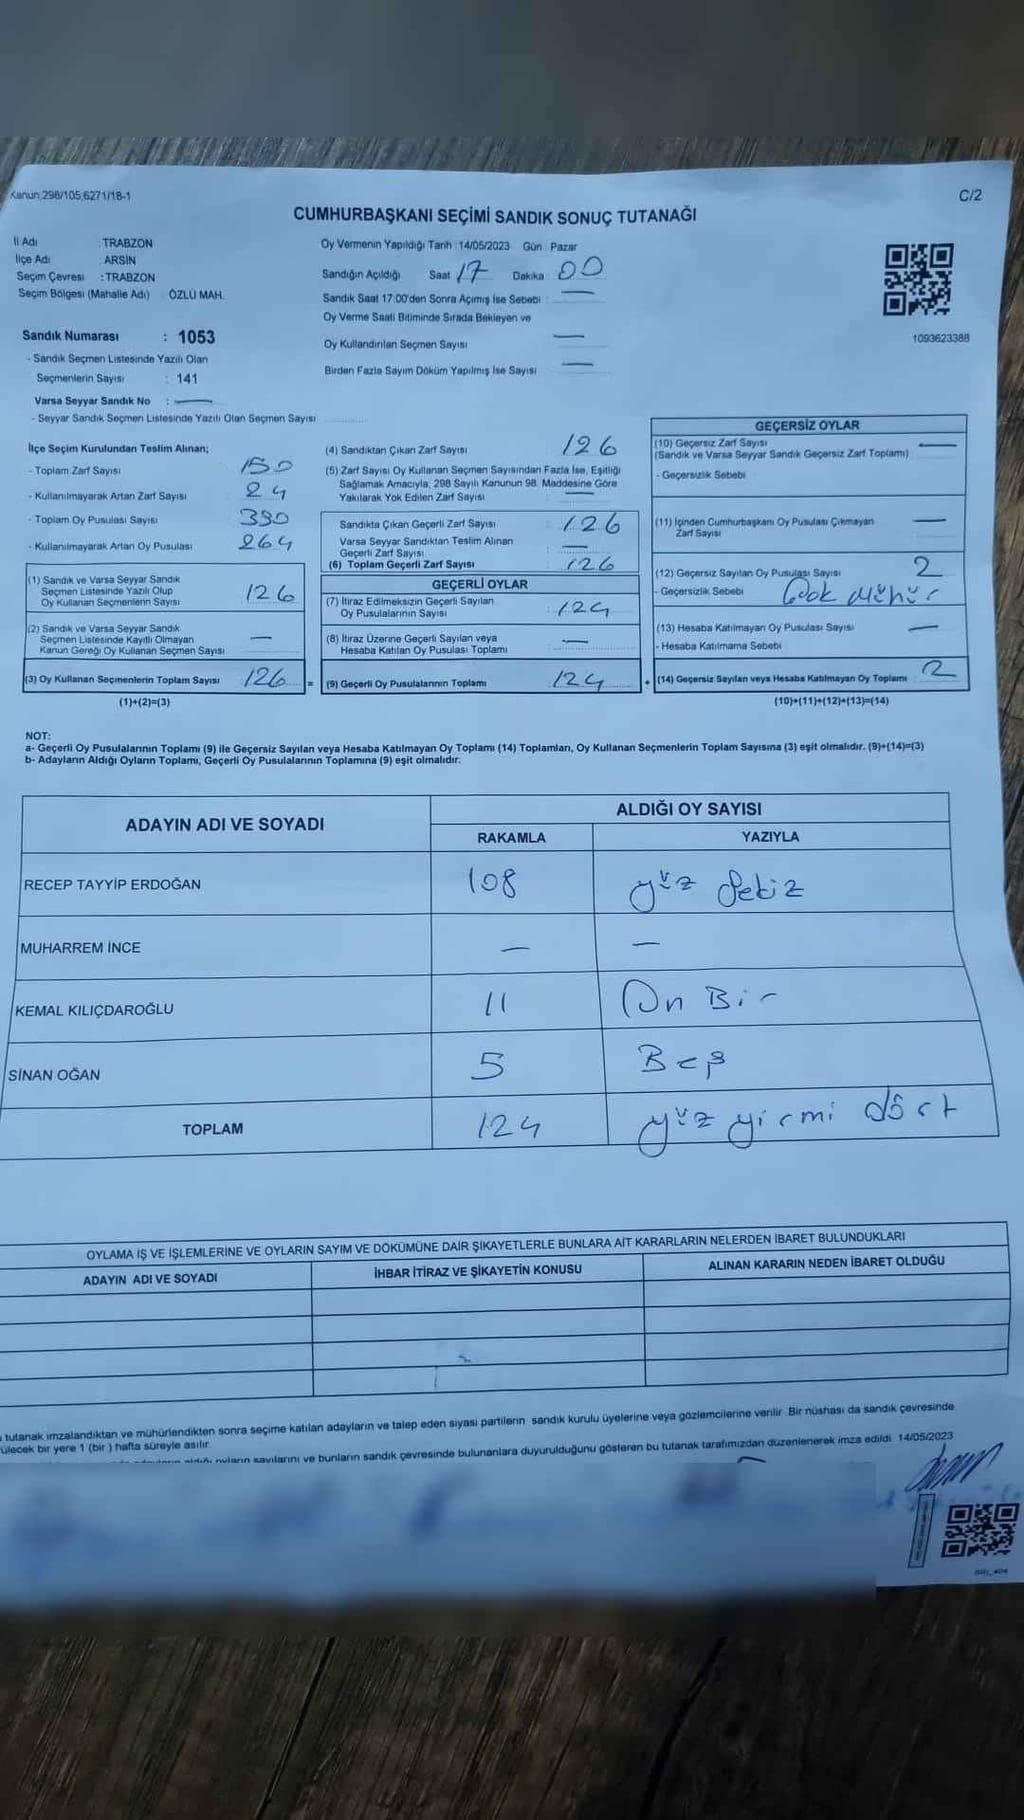 Kanun 298/105,6271/18-1
C/2
CUMHURBAŞKANI SEÇİMİ SANDIK SONUÇ TUTANAĞI
İl Adı : TRABZON
İlçe Adı : ARSİN
Seçim Çevresi : TRABZON
Seçim Bölgesi (Mahalle Adı) : ÖZLÜ MAH.
Sandık Numarası : 1053
- Sandık Seçmen Listesinde Yazılı Olan
Seçmenlerin Sayısı : 141
Varsa Seyyar Sandık No : —
- Seyyar Sandık Seçmen Listesinde Yazılı Olan Seçmen Sayısı
Oy Vermenin Yapıldığı Tarih : 14/05/2023 Gün : Pazar
Sandığın Açıldığı Saat 17 Dakika : 00
Sandık Saat 17:00'den Sonra Açımış İse Sebebi : —
Oy Verme Saati Bitiminde Sırada Bekleyen ve
Oy Kullandırılan Seçmen Sayısı —
Birden Fazla Sayım Döküm Yapılmış İse Sayısı —
1093623388
İlçe Seçim Kurulundan Teslim Alınan;
- Toplam Zarf Sayısı 150
- Kullanılmayarak Artan Zarf Sayısı 24
- Toplam Oy Pusulası Sayısı 390
- Kullanılmayarak Artan Oy Pusulası 264
(1) Sandık ve Varsa Seyyar Sandık
Seçmen Listesinde Yazılı Olup
Oy Kullanan Seçmenlerin Sayısı 126
(2) Sandık ve Varsa Seyyar Sandık
Seçmen Listesinde Kayıtlı Olmayan
Kanun Gereği Oy Kullanan Seçmen Sayısı —
(3) Oy Kullanan Seçmenlerin Toplam Sayısı 126 =
(1)+(2)=(3)
(4) Sandıktan Çıkan Zarf Sayısı 126
(5) Zarf Sayısı Oy Kullanan Seçmen Sayısından Fazla İse, Eşitliği
Sağlamak Amacıyla, 298 Sayılı Kanunun 98. Maddesine Göre
Yakılarak Yok Edilen Zarf Sayısı : —
Sandıkta Çıkan Geçerli Zarf Sayısı : 126
Varsa Seyyar Sandıktan Teslim Alınan
Geçerli Zarf Sayısı : —
(6) Toplam Geçerli Zarf Sayısı : 126
GEÇERLİ OYLAR
(7) İtiraz Edilmeksizin Geçerli Sayılan
Oy Pusulalarının Sayısı : 124
(8) İtiraz Üzerine Geçerli Sayılan veya
Hesaba Katılan Oy Pusulası Toplamı : —
(9) Geçerli Oy Pusulalarının Toplamı 124 +
GEÇERSİZ OYLAR
(10) Geçersiz Zarf Sayısı —
(Sandık ve Varsa Seyyar Sandık Geçersiz Zarf Toplamı)
- Geçersizlik Sebebi
(11) İçinden Cumhurbaşkanı Oy Pusulası Çıkmayan
Zarf Sayısı —
(12) Geçersiz Sayılan Oy Pusulası Sayısı 2
- Geçersizlik Sebebi Çok mühür
(13) Hesaba Katılmayan Oy Pusulası Sayısı —
- Hesaba Katılmama Sebebi
(14) Geçersiz Sayılan veya Hesaba Katılmayan Oy Toplamı 2
(10)+(11)+(12)+(13)=(14)
NOT:
a- Geçerli Oy Pusulalarının Toplamı (9) ile Geçersiz Sayılan veya Hesaba Katılmayan Oy Toplamı (14) Toplamları, Oy Kullanan Seçmenlerin Toplam Sayısına (3) eşit olmalıdır. (9)+(14)=(3)
b- Adayların Aldığı Oyların Toplamı, Geçerli Oy Pusulalarının Toplamına (9) eşit olmalıdır.
ADAYIN ADI VE SOYADI ALDIĞI OY SAYISI
RAKAMLA YAZIYLA
RECEP TAYYİP ERDOĞAN 108 yüz sekiz
MUHARREM İNCE — —
KEMAL KILIÇDAROĞLU 11 On Bir
SİNAN OĞAN 5 Beş
TOPLAM 124 yüz yirmi dört
OYLAMA İŞ VE İŞLEMLERİNE VE OYLARIN SAYIM VE DÖKÜMÜNE DAİR ŞİKAYETLERLE BUNLARA AİT KARARLARIN NELERDEN İBARET BULUNDUKLARI
ADAYIN ADI VE SOYADI İHBAR İTİRAZ VE ŞİKAYETİN KONUSU ALINAN KARARIN NEDEN İBARET OLDUĞU
tutanak imzalandıktan ve mühürlendikten sonra seçime katılan adayların ve talep eden siyasi partilerin sandık kurulu üyelerine veya gözlemcilerine verilir. Bir nüshası da sandık çevresinde
ülecek bir yere 1 (bir) hafta süreyle asılır.
oyların sayılarını ve bunların sandık çevresinde bulunanlara duyurulduğunu gösteren bu tutanak tarafımızdan düzenlenerek imza edildi. 14/05/2023